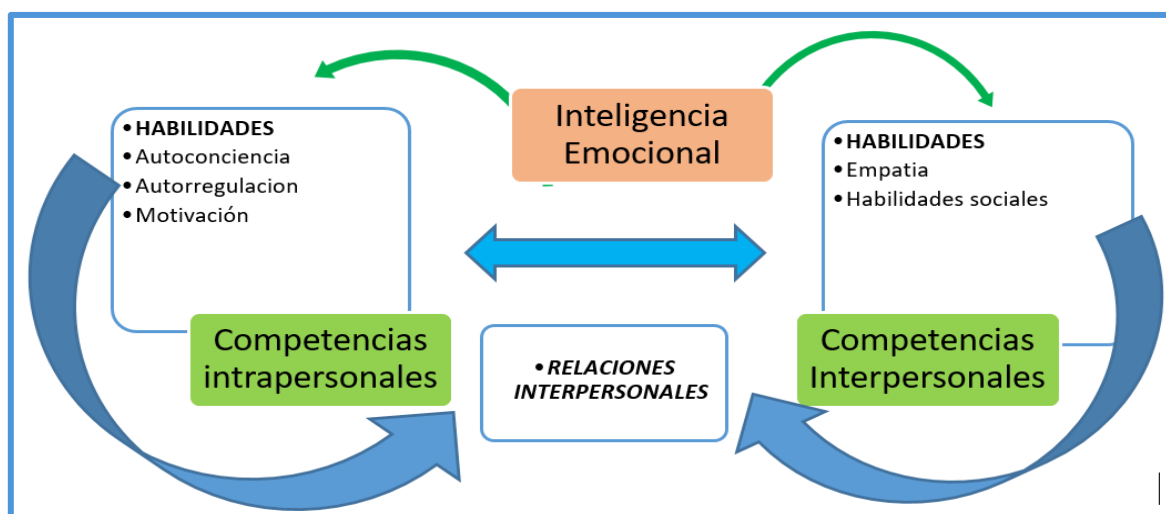 Inteligencia
Emocional
•HABILIDADES
•Autoconciencia
•Autorregulacion
•Motivación
Competencias
intrapersonales
•RELACIONES
INTERPERSONALES
•HABILIDADES
•Empatia
•Habilidades sociales
Competencias
Interpersonales